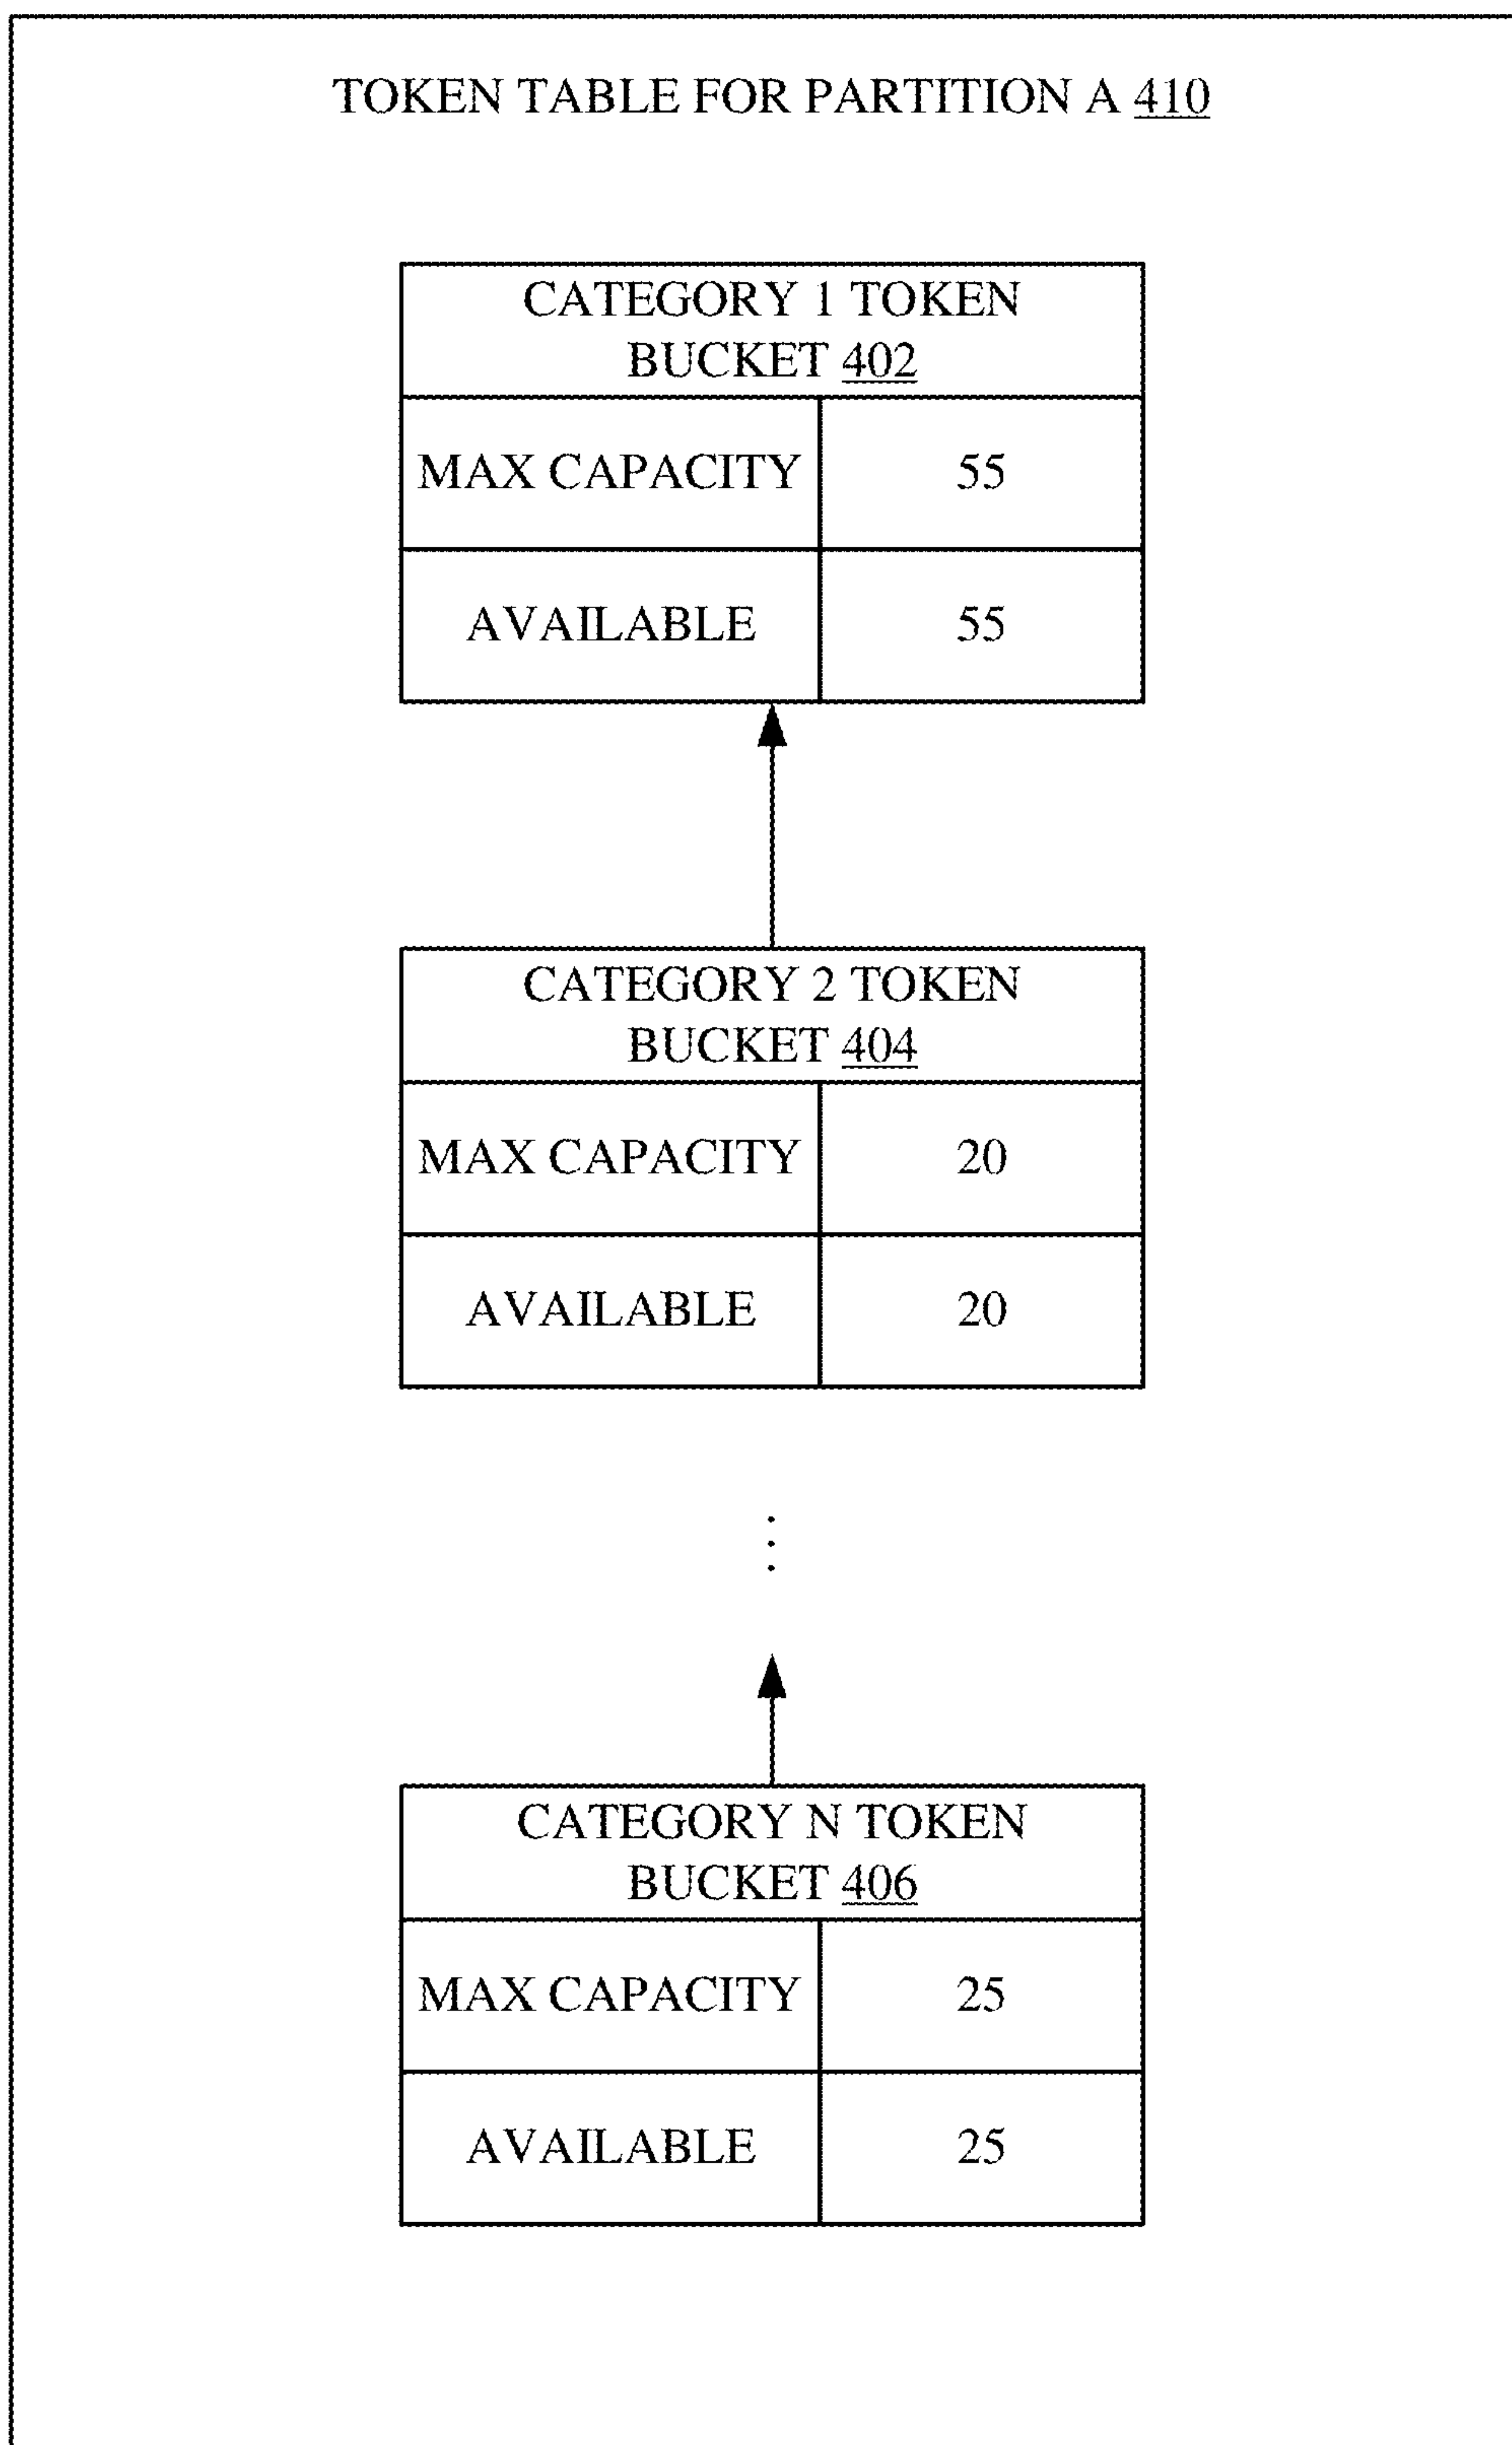 TOKEN TABLE FOR PARTITION A 410
CATEGORY 1 TOKEN
BUCKET 402
MAX CAPACITY 55
AVAILABLE 55
CATEGORY 2 TOKEN
BUCKET 404
MAX CAPACITY 20
AVAILABLE 20
⋮
CATEGORY N TOKEN
BUCKET 406
MAX CAPACITY 25
AVAILABLE 25